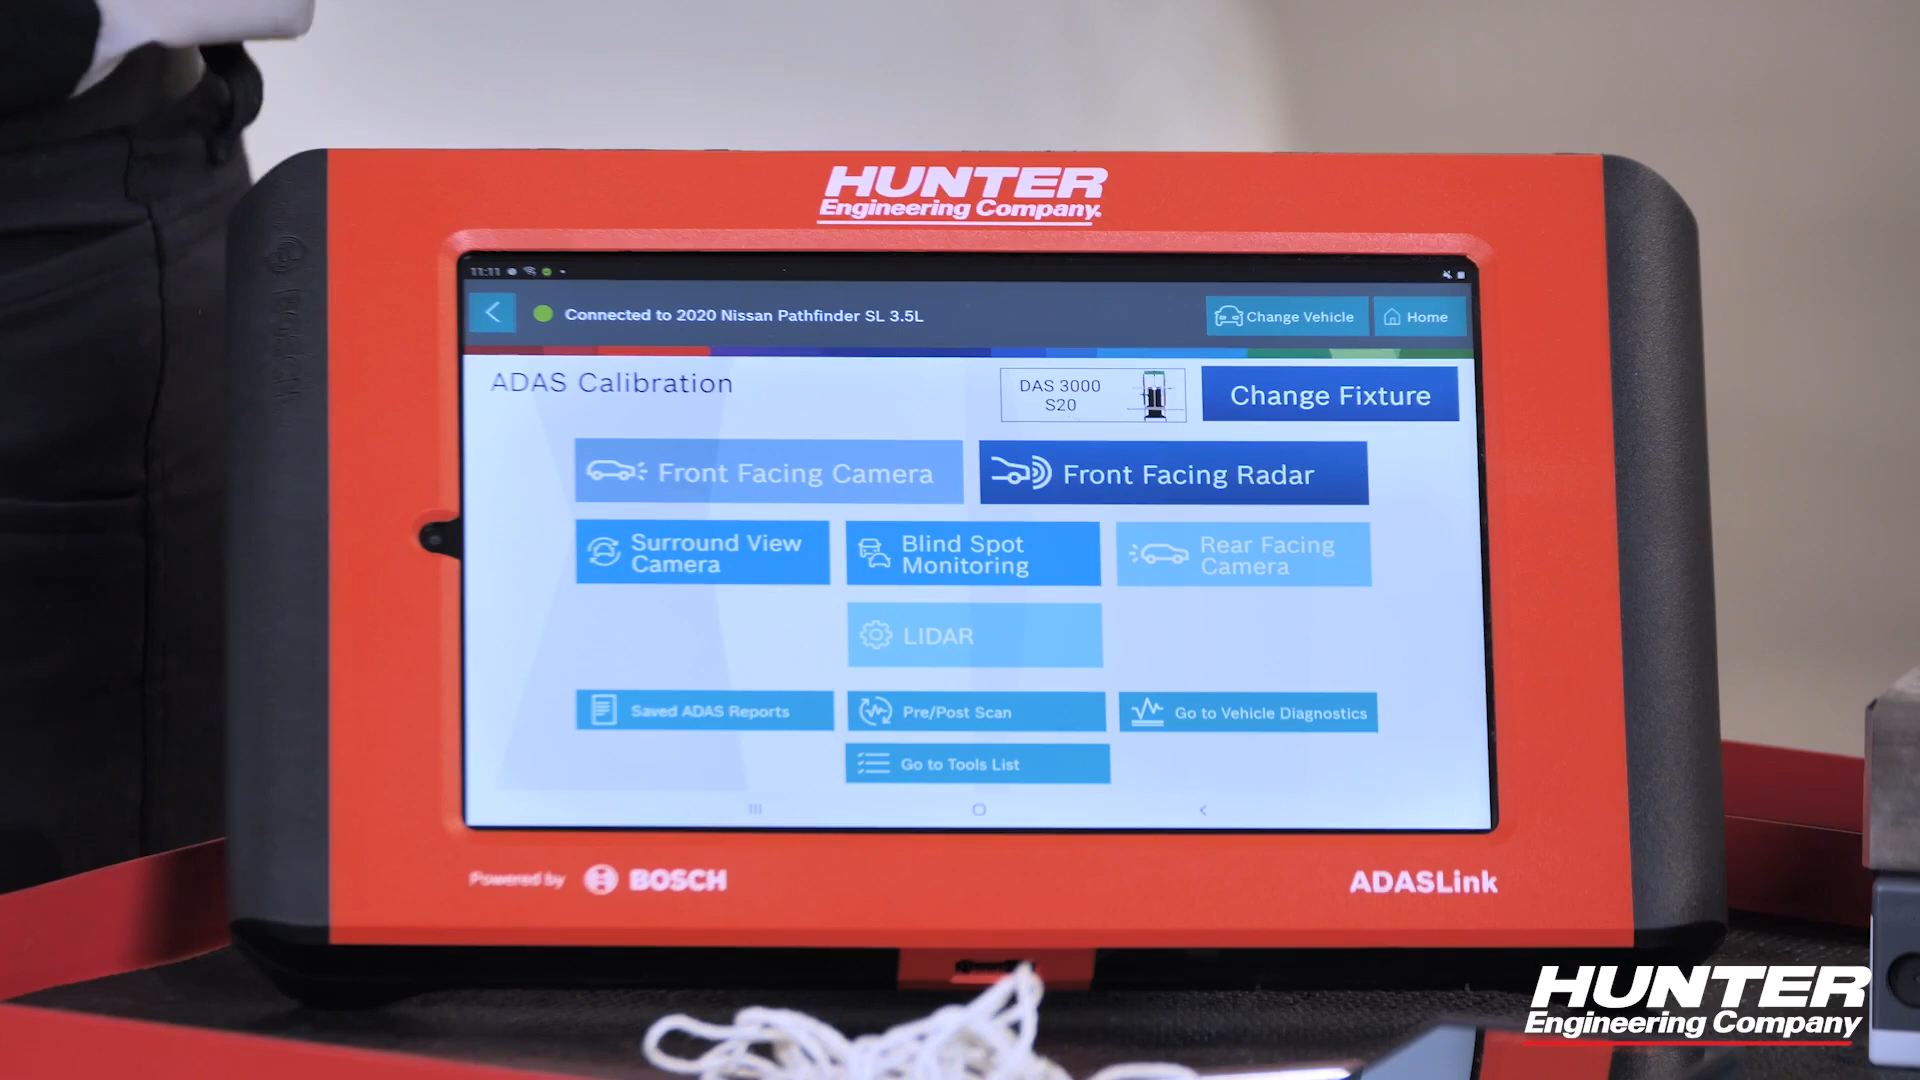 HUNTER
Engineering Company
11:11
Connected to 2020 Nissan Pathfinder SL 3.5L
Change Vehicle
Home
ADAS Calibration
DAS 3000
S20
Change Fixture
Front Facing Camera
Front Facing Radar
Surround View
Camera
Blind Spot
Monitoring
Rear Facing
Camera
LIDAR
Saved ADAS Reports
Pre/Post Scan
Go to Vehicle Diagnostics
Go to Tools List
Powered by
BOSCH
ADASLink
HUNTER
Engineering Company